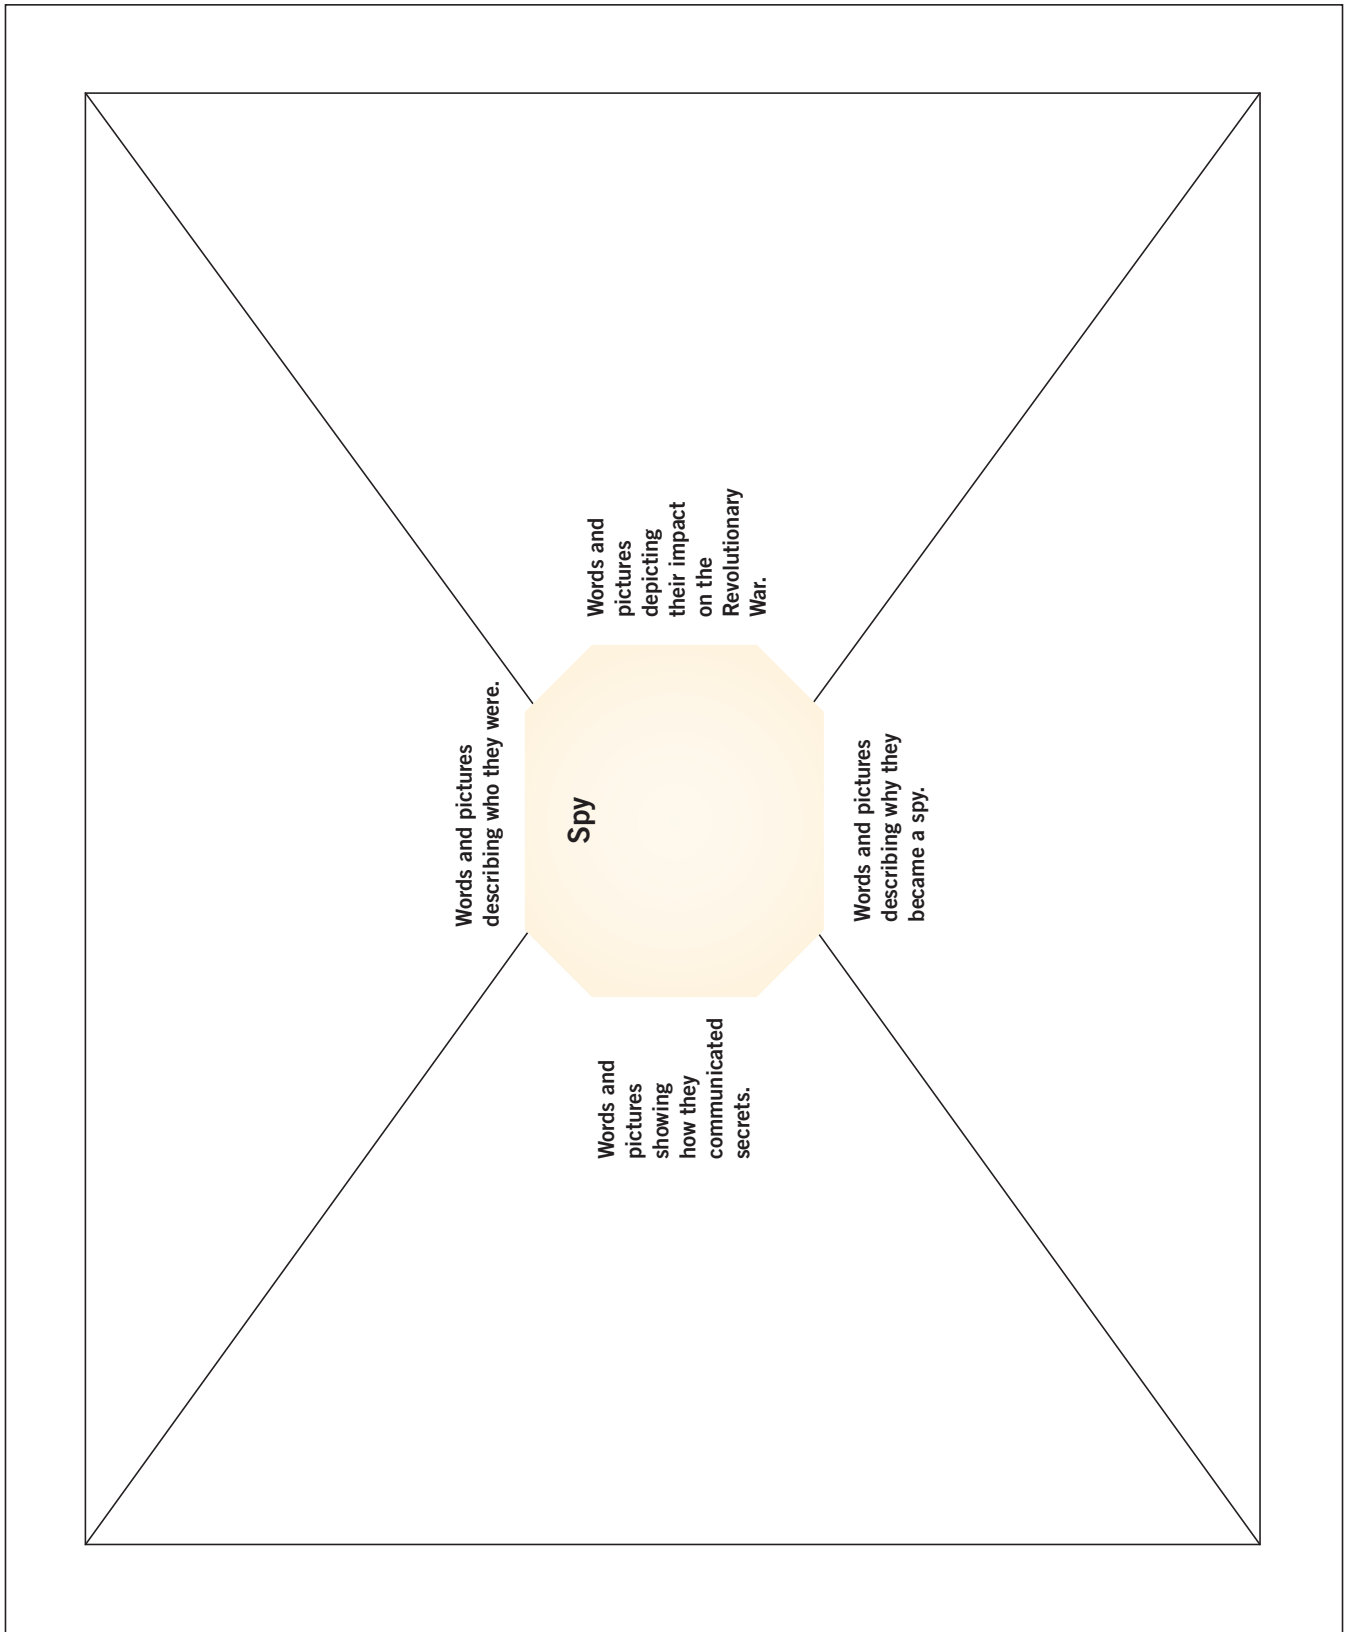 Words and pictures
describing who they were.
Spy
Words and
pictures
showing
how they
communicated
secrets.
Words and
pictures
depicting
their impact
on the
Revolutionary
War.
Words and pictures
describing why they
became a spy.